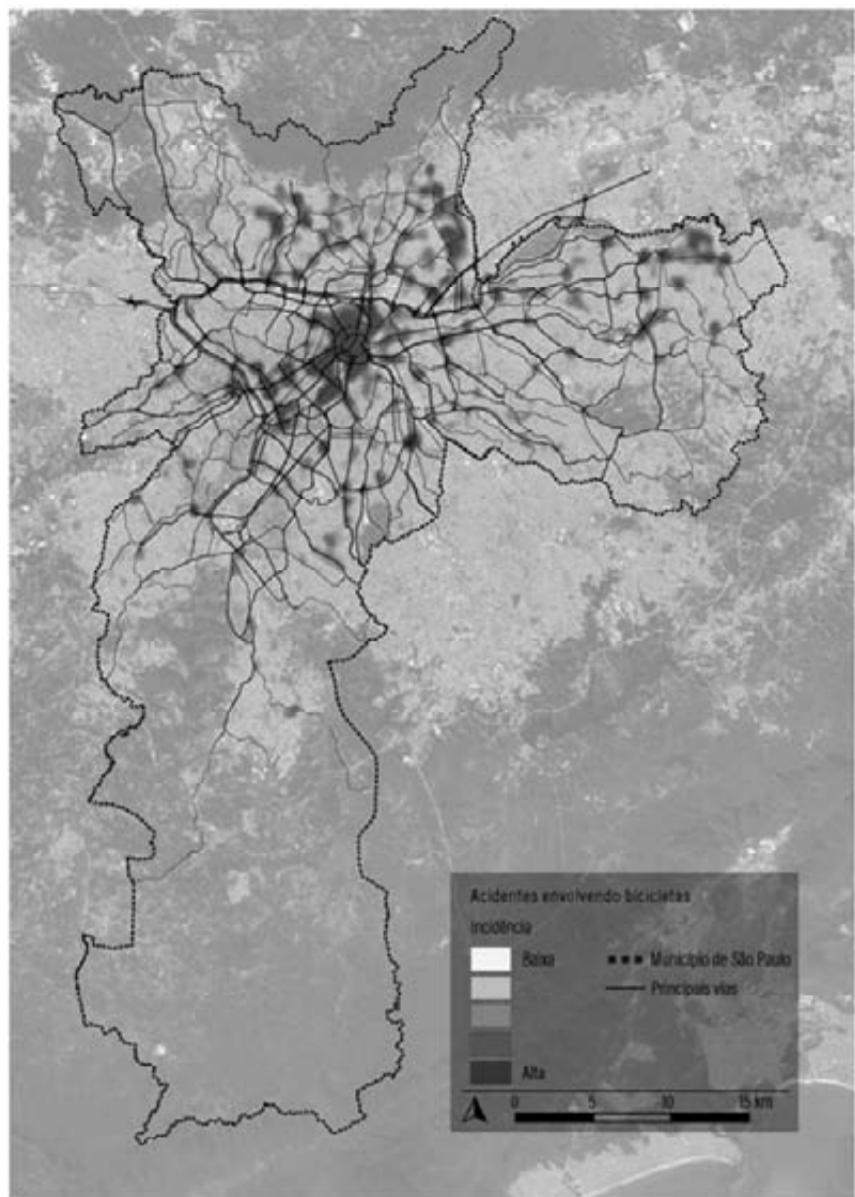 Acidentes envolvendo bicicletas
Incidência
Baixa
Município de São Paulo
Principais vias
Alta
0 5 10 15 km